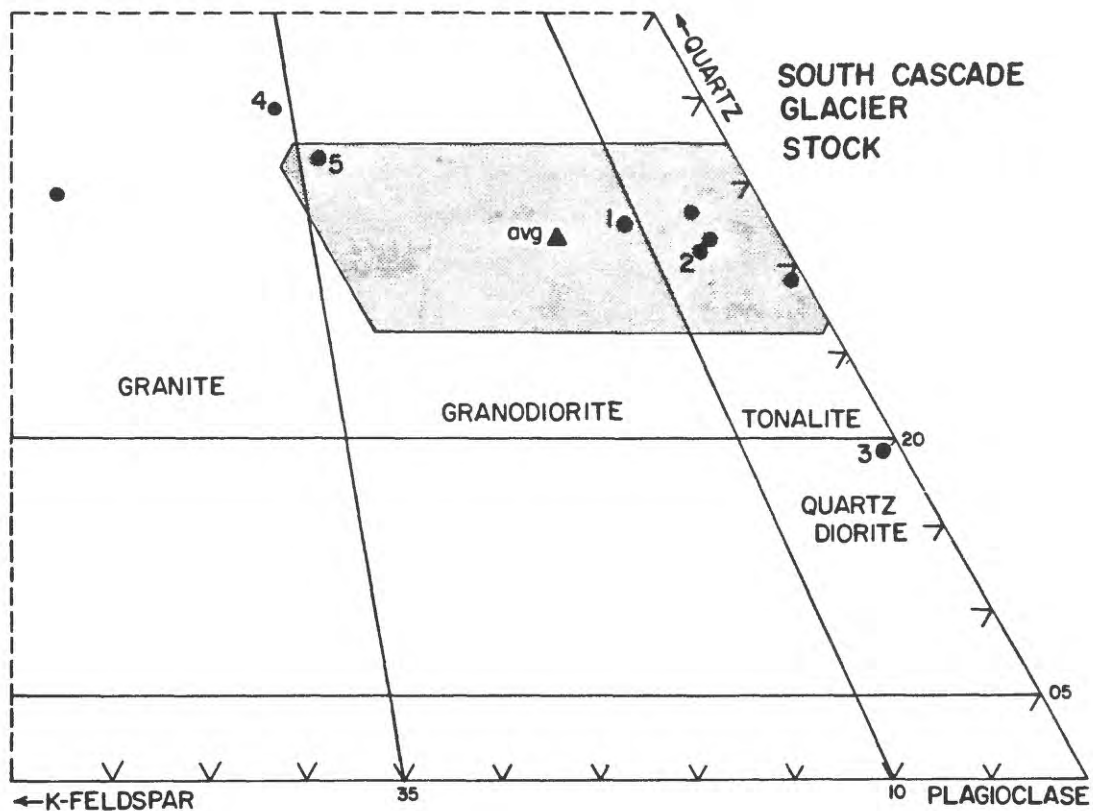 ←QUARTZ
SOUTH CASCADE
GLACIER
STOCK
4
5
avg
1
2
GRANITE
GRANODIORITE
TONALITE
20
3
QUARTZ
DIORITE
05
←K-FELDSPAR
35
10
PLAGIOCLASE